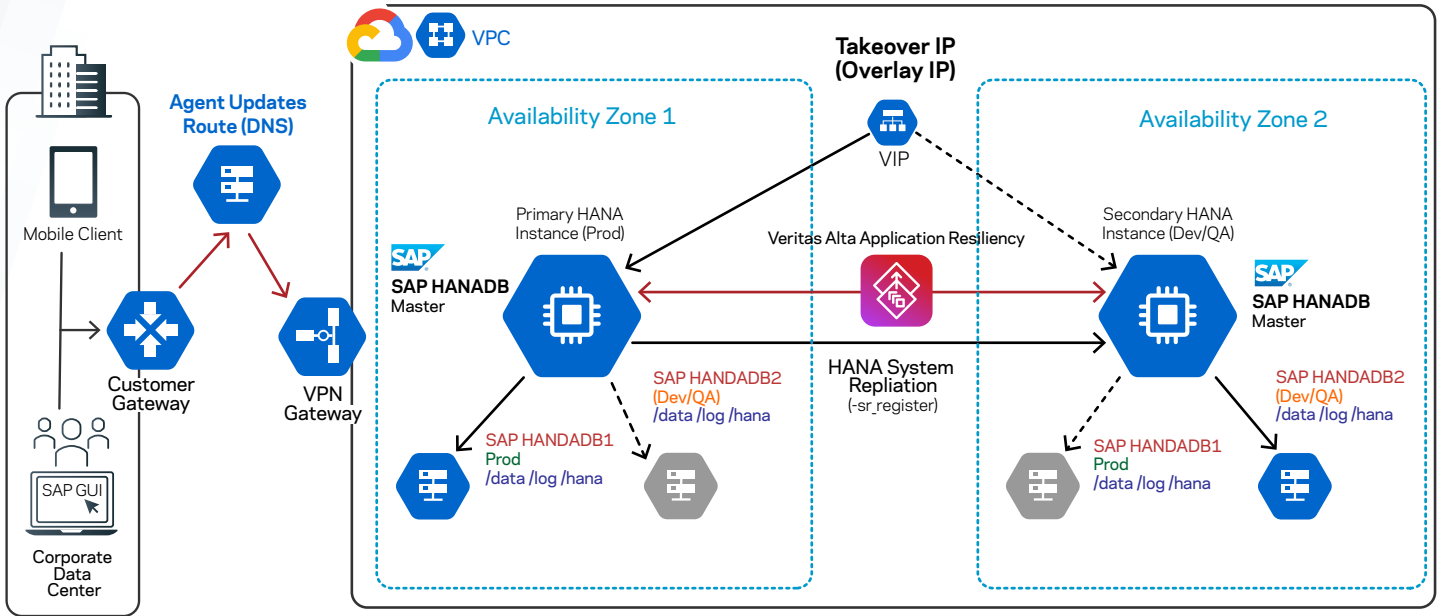 VPC
Takeover IP
(Overlay IP)
Agent Updates
Route (DNS)
Availability Zone 1
Availability Zone 2
VIP
Mobile Client
Primary HANA
Instance (Prod)
Secondary HANA
Instance (Dev/QA)
Veritas Alta Application Resiliency
SAP
SAP HANADB
Master
SAP
SAP HANADB
Master
Customer
Gateway
VPN
Gateway
HANA System
Repliation
(-sr_register)
SAP HANDADB2
(Dev/QA)
/data /log /hana
SAP HANDADB2
(Dev/QA)
/data /log /hana
SAP HANDADB1
Prod
/data /log /hana
SAP HANDADB1
Prod
/data /log /hana
SAP GUI
Corporate
Data
Center